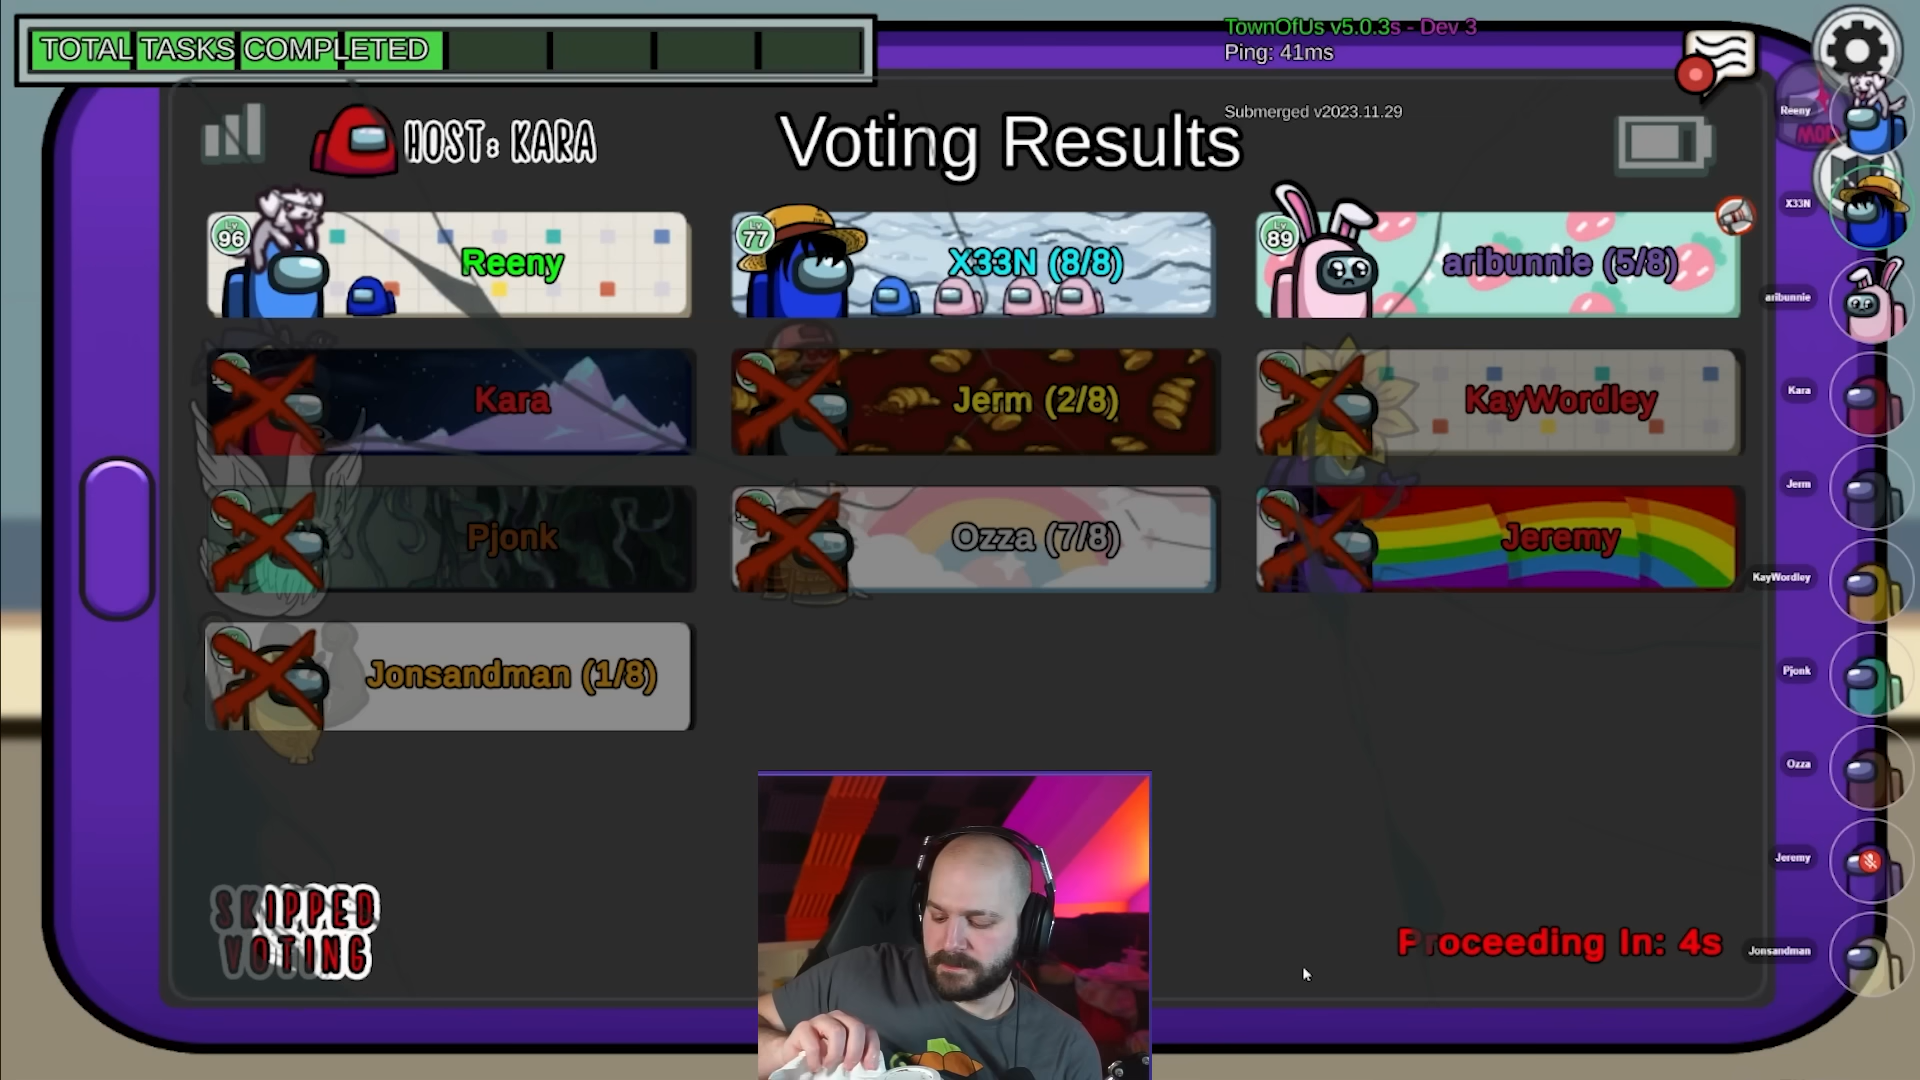 TOTAL TASKS COMPLETED
TownOfUs v5.0.3s - Dev 3
Ping: 41ms
Submerged v2023.11.29
HOST: KARA
Voting Results
Lv 96
Reeny
Lv 77
X33N (8/8)
Lv 89
aribunnie (5/8)
Kara
Jerm (2/8)
KayWordley
Pjonk
Ozza (7/8)
Jeremy
Jonsandman (1/8)
SKIPPED
VOTING
Proceeding In: 4s
Reeny
X33N
aribunnie
Kara
Jerm
KayWordley
Pjonk
Ozza
Jeremy
Jonsandman